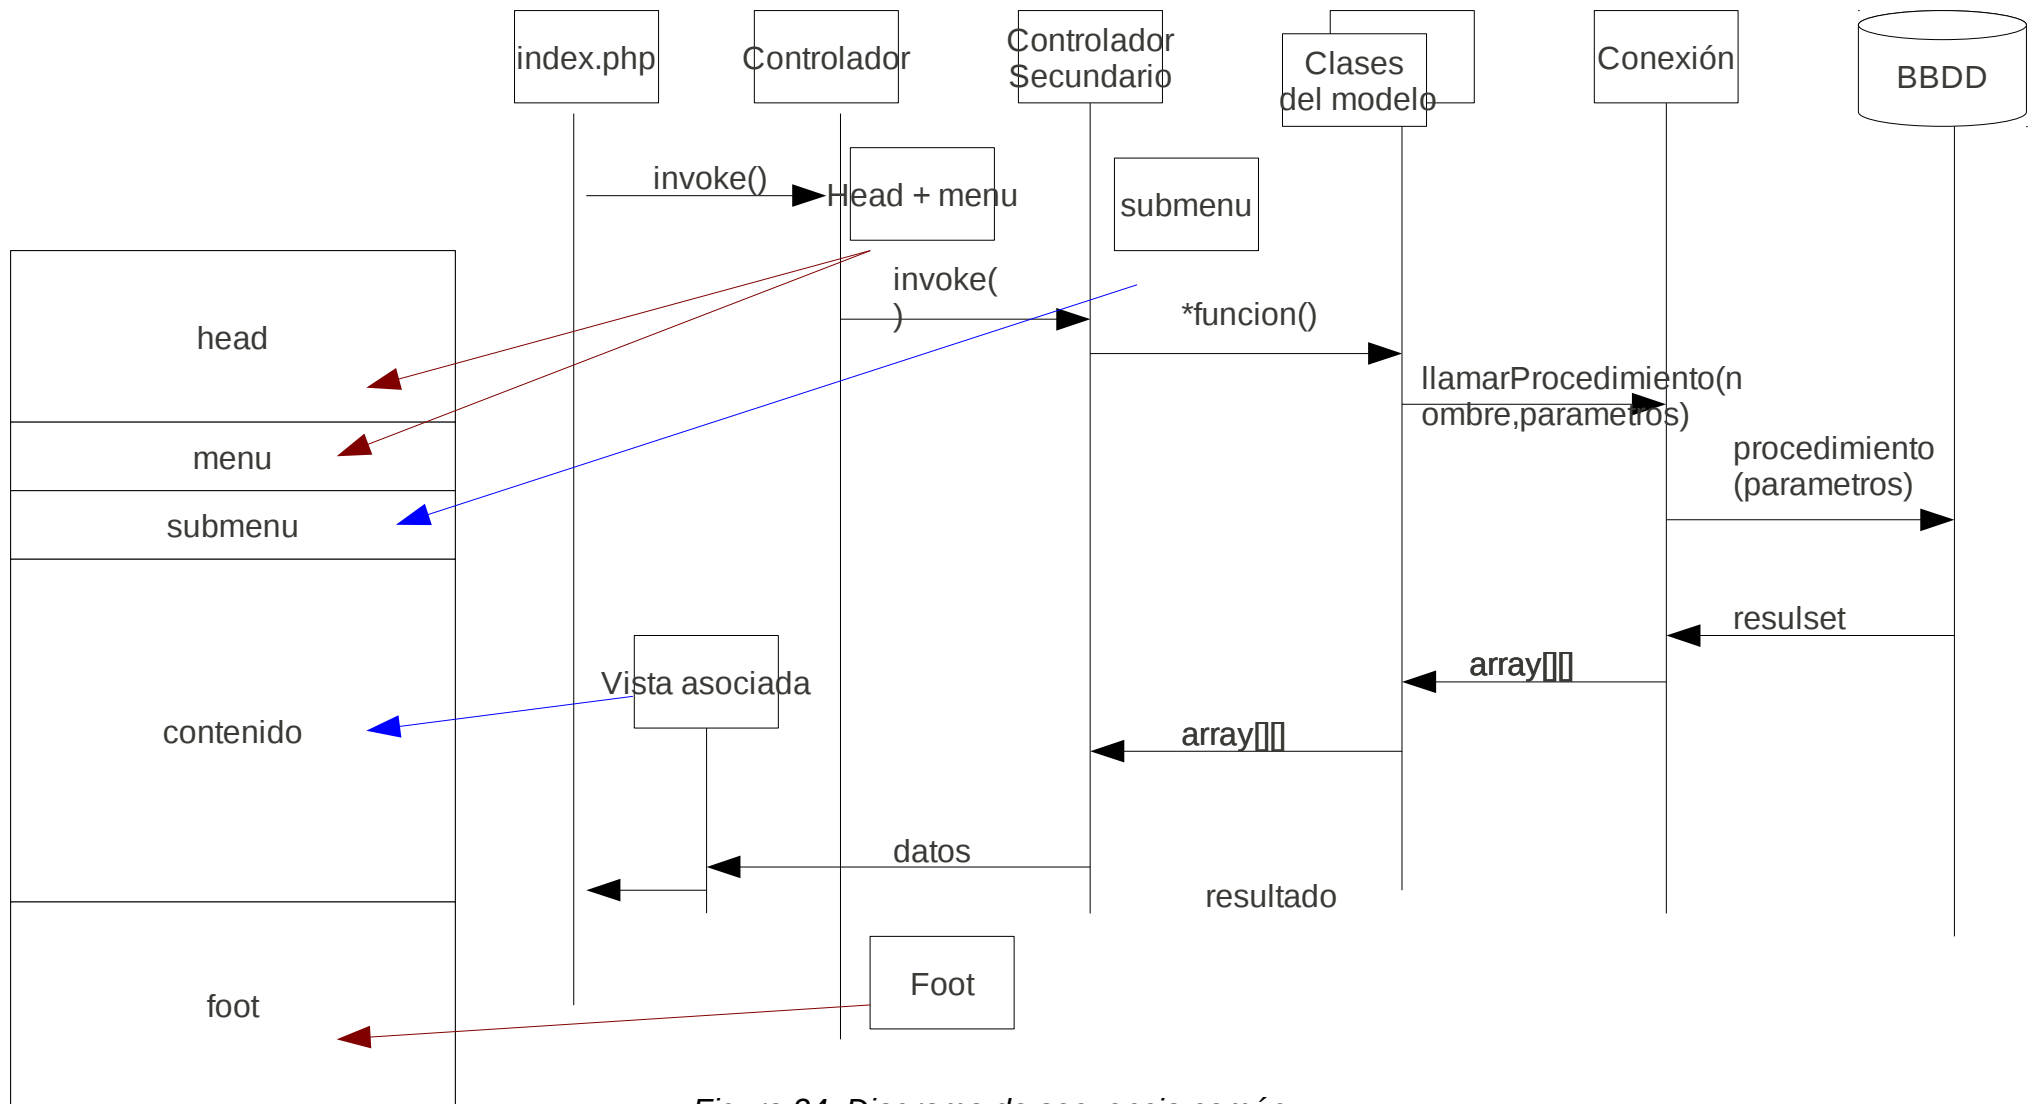 index.php
Controlador
Controlador
Secundario
Clases
del modelo
Conexión
BBDD
invoke()
Head + menu
submenu
invoke(
)
*funcion()
head
llamarProcedimiento(n
ombre,parametros)
menu
procedimiento
(parametros)
submenu
resulset
array[][]
Vista asociada
contenido
array[][]
datos
resultado
Foot
foot